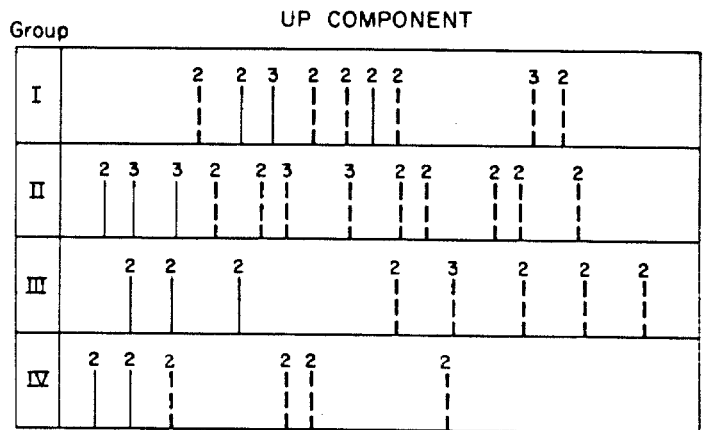 UP COMPONENT
Group
I
2 2 3 2 2 2 2 3 2
II
2 3 3 2 2 3 3 2 2 2 2 2
III
2 2 2 2 3 2 2 2
IV
2 2 2 2 2 2